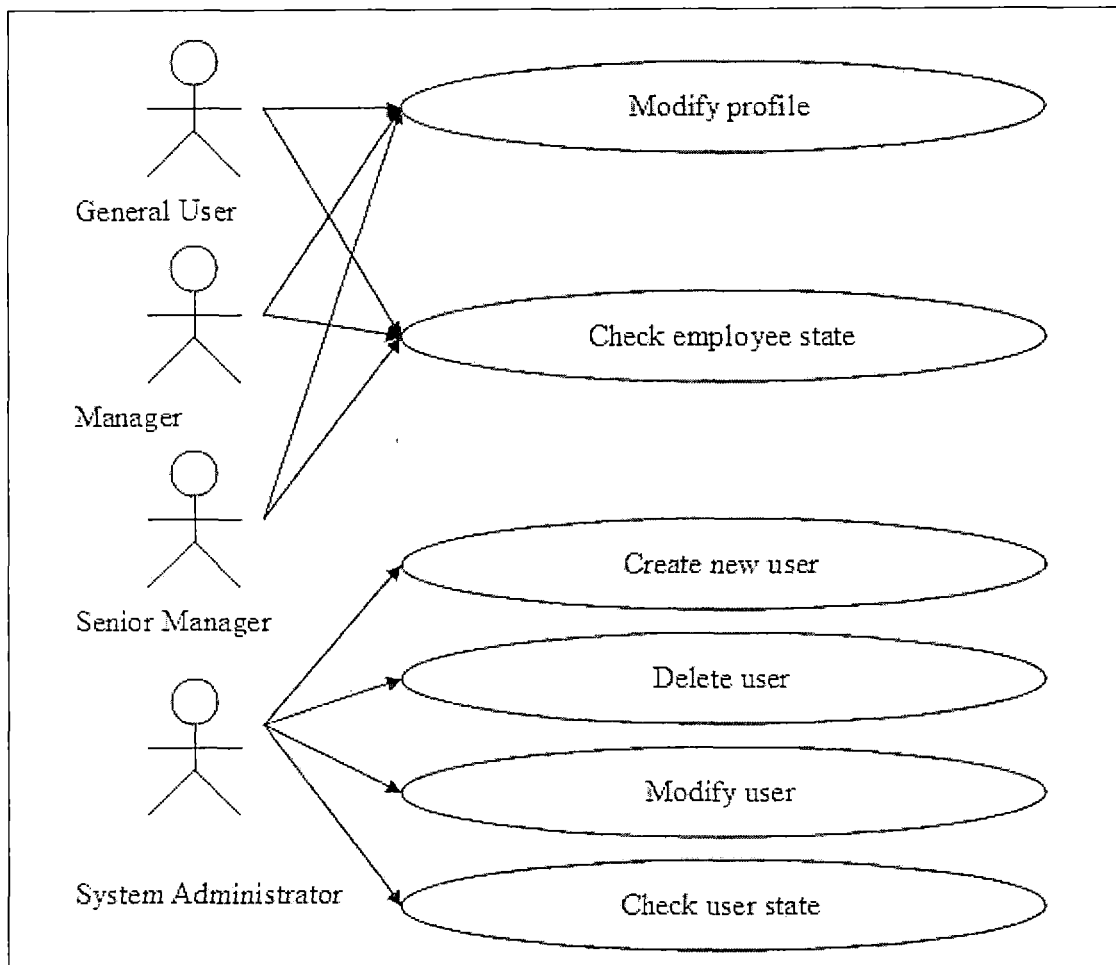 Modify profile
General User
Check employee state
Manager
Create new user
Senior Manager
Delete user
Modify user
System Administrator
Check user state